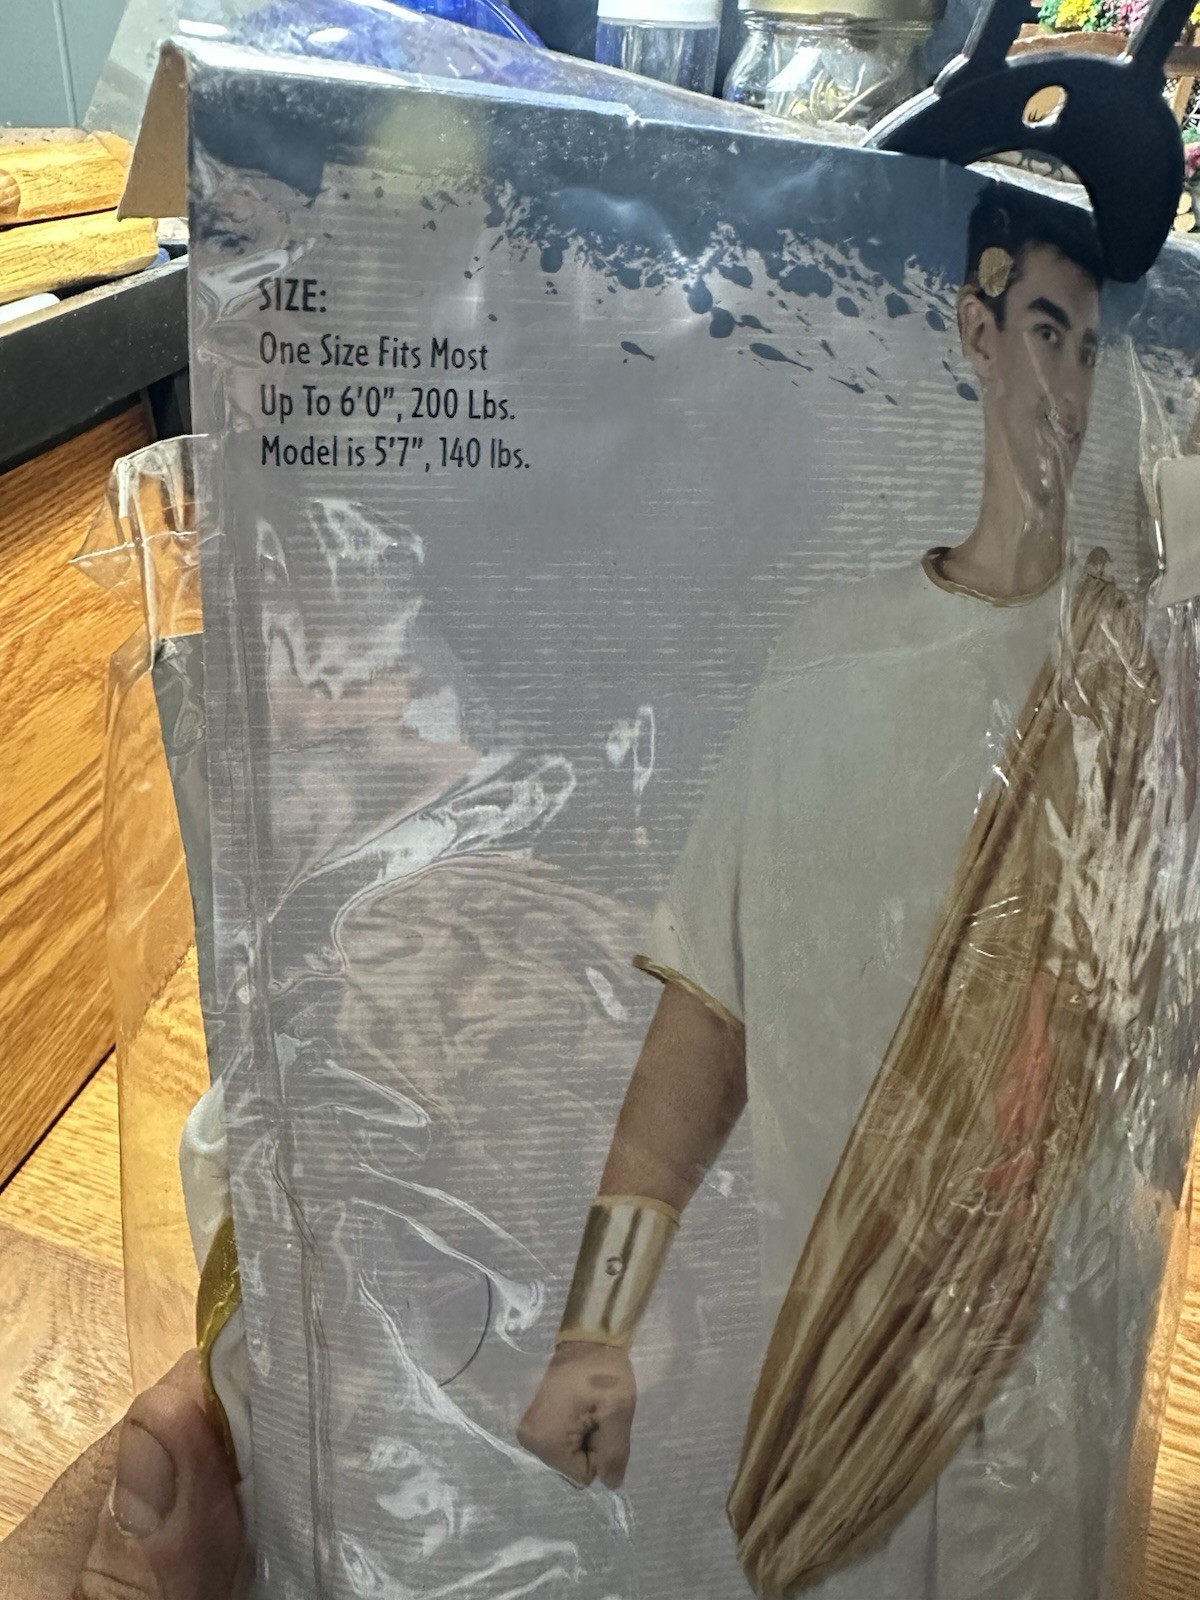 SIZE:
One Size Fits Most
Up To 6'0", 200 Lbs.
Model is 5'7", 140 lbs.